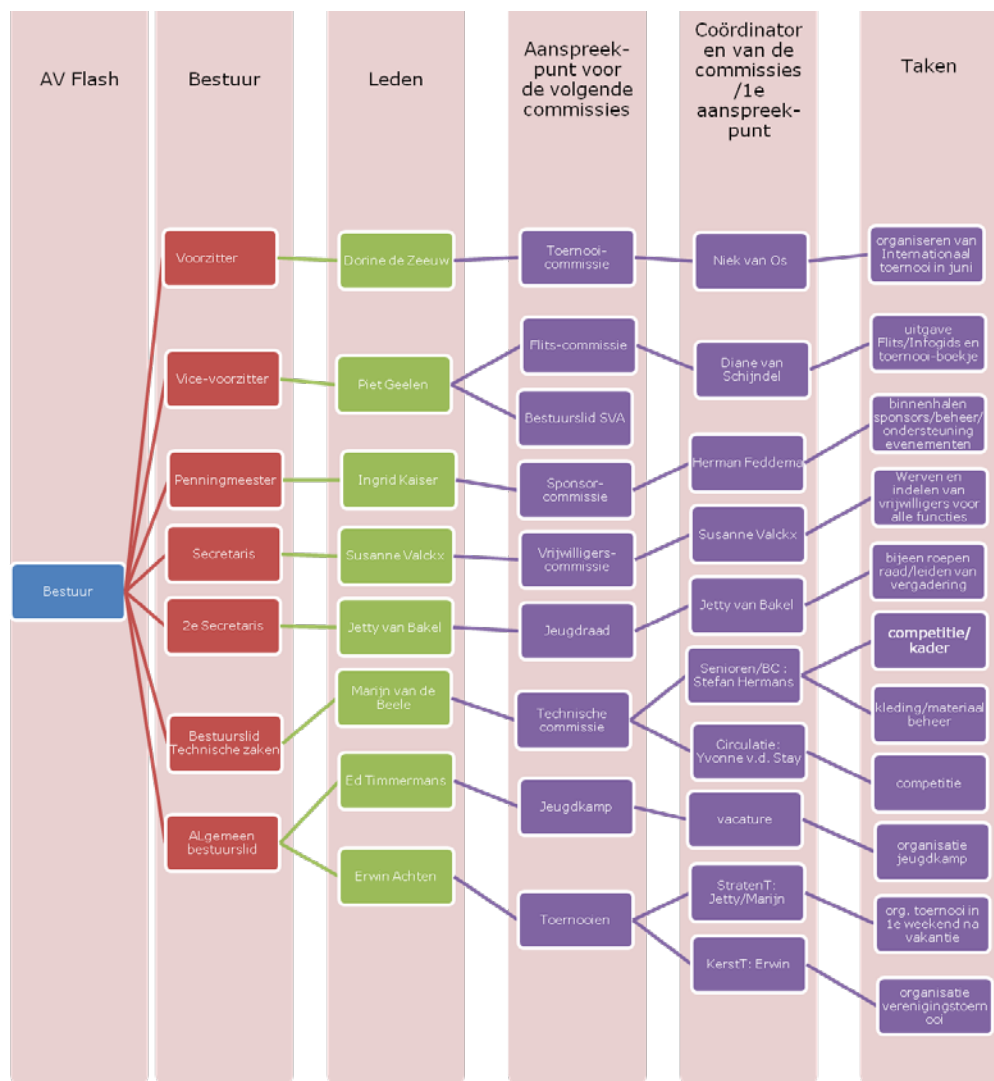 AV Flash
Bestuur
Leden
Aanspreek-
punt voor
de volgende
commissies
Coördinator
en van de
commissies
/1e
aanspreek-
punt
Taken
Bestuur
Voorzitter
Dorine de Zeeuw
Toernooi-
commissie
Niek van Os
organiseren van
Internationaal
toernooi in juni
Vice-voorzitter
Piet Geelen
Flits-commissie
Diane van
Schijndel
uitgave
Flits/Infogids en
toernooi-boekje
Bestuurslid SVA
Penningmeester
Ingrid Kaiser
Sponsor-
commissie
Herman Feddema
binnenhalen
sponsors/beheer/
ondersteuning
evenementen
Secretaris
Susanne Valckx
Vrijwilligers-
commissie
Susanne Valckx
Werven en
indelen van
vrijwilligers voor
alle functies
2e Secretaris
Jetty van Bakel
Jeugdraad
Jetty van Bakel
bijeen roepen
raad/leiden van
vergadering
Bestuurslid
Technische zaken
Marijn van de
Beele
Technische
commissie
Senioren/BC :
Stefan Hermans
competitie/
kader
kleding/materiaal
beheer
Circulatie:
Yvonne v.d. Stay
competitie
ALgemeen
bestuurslid
Ed Timmermans
Jeugdkamp
vacature
organisatie
jeugdkamp
Erwin Achten
Toernooien
StratenT:
Jetty/Marijn
org. toernooi in
1e weekend na
vakantie
KerstT: Erwin
organisatie
verenigingstoern
ooi